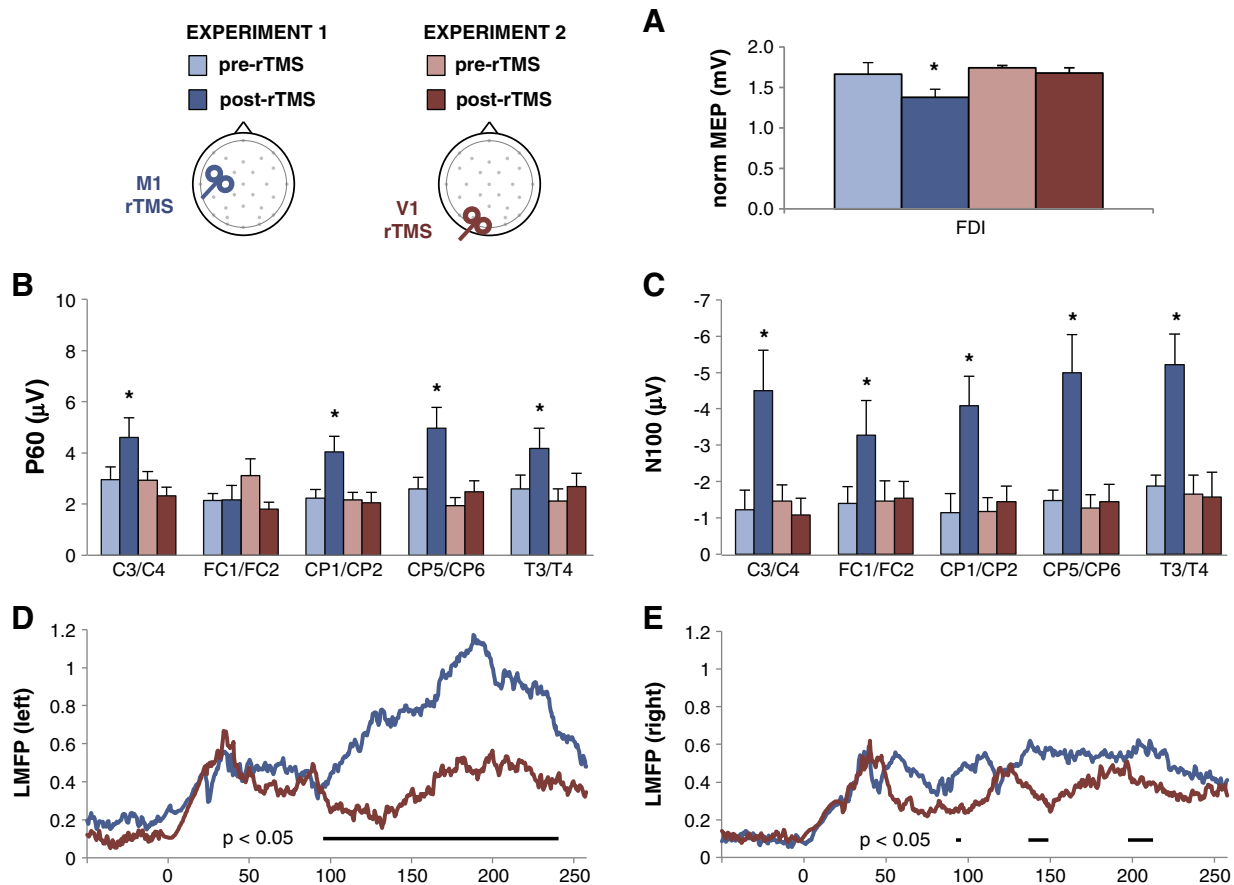 EXPERIMENT 1
pre-rTMS
post-rTMS
M1
rTMS
EXPERIMENT 2
pre-rTMS
post-rTMS
V1
rTMS
A
norm MEP (mV)
2.0
1.5
1.0
0.5
0.0
*
FDI
B
P60 (μV)
10
8
6
4
2
0
* * * *
C3/C4 FC1/FC2 CP1/CP2 CP5/CP6 T3/T4
C
N100 (μV)
-7
-6
-5
-4
-3
-2
-1
0
* * * * *
C3/C4 FC1/FC2 CP1/CP2 CP5/CP6 T3/T4
D
LMFP (left)
1.2
1
0.8
0.6
0.4
0.2
0
p < 0.05
0 50 100 150 200 250
E
LMFP (right)
1.2
1
0.8
0.6
0.4
0.2
0
p < 0.05
0 50 100 150 200 250